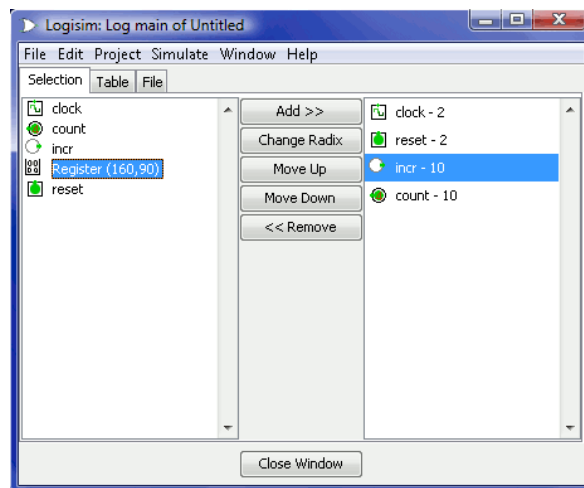 Logisim: Log main of Untitled
File Edit Project Simulate Window Help
Selection Table File
clock
count
incr
Register (160,90)
reset
Add >>
Change Radix
Move Up
Move Down
<< Remove
clock - 2
reset - 2
incr - 10
count - 10
Close Window